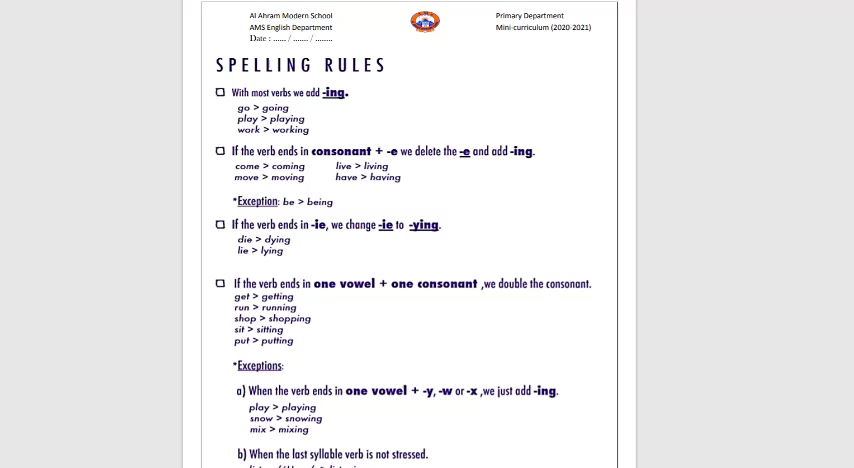 Al Ahram Modern School
Primary Department
AMS English Department
Mini-curriculum (2020-2021)
Date : ...... / ....... / ........
SPELLING RULES
With most verbs we add -ing.
go > going
play > playing
work > working
If the verb ends in consonant + -e we delete the -e and add -ing.
come > coming live > living
move > moving have > having
*Exception: be > being
If the verb ends in -ie, we change -ie to -ying.
die > dying
lie > lying
If the verb ends in one vowel + one consonant ,we double the consonant.
get > getting
run > running
shop > shopping
sit > sitting
put > putting
*Exceptions:
a) When the verb ends in one vowel + -y, -w or -x ,we just add -ing.
play > playing
snow > snowing
mix > mixing
b) When the last syllable verb is not stressed.